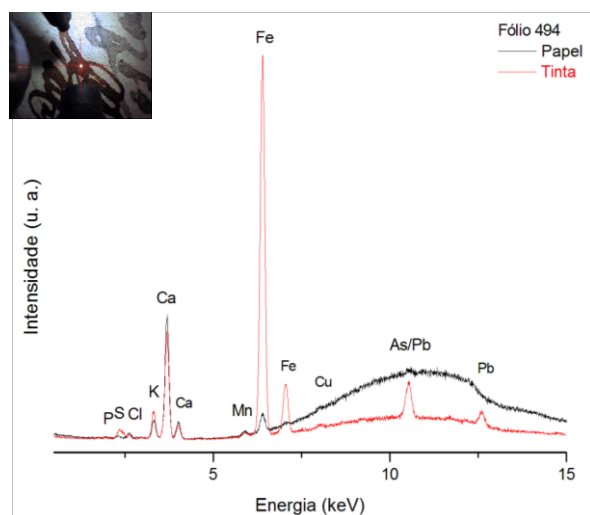 Fólio 494
Papel
Tinta
Fe
Ca
K
P
S
Cl
Ca
Mn
Fe
Cu
As/Pb
Pb
Intensidade (u. a.)
5
10
15
Energia (keV)